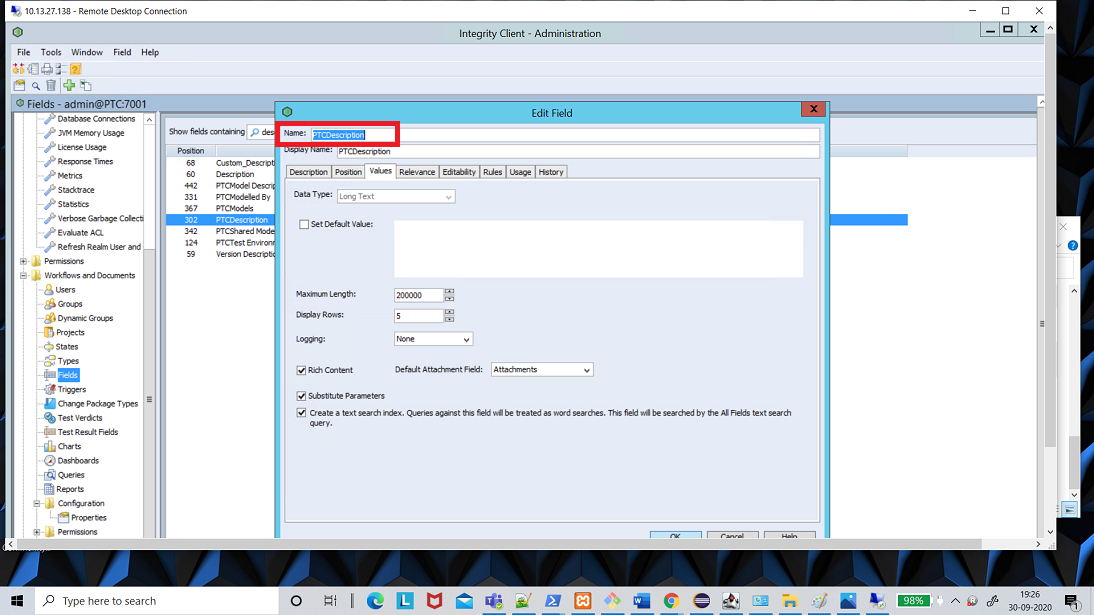 10.13.27.138 - Remote Desktop Connection
Integrity Client - Administration
File Tools Window Field Help
Fields - admin@PTC:7001
Database Connections
JVM Memory Usage
License Usage
Response Times
Metrics
Stacktrace
Statistics
Verbose Garbage Collecti
Evaluate ACL
Refresh Realm User and
Permissions
Workflows and Documents
Users
Groups
Dynamic Groups
Projects
States
Types
Fields
Triggers
Change Package Types
Test Verdicts
Test Result Fields
Charts
Dashboards
Queries
Reports
Configuration
Properties
Permissions
Show fields containing des
Position
68 Custom_Descripti
60 Description
442 PTCModel Descrip
331 PTCModelled By
367 PTCModels
302 PTCDescription
342 PTCShared Mode
124 PTCTest Environm
59 Version Descriptio
Edit Field
Name: PTCDescription
Display Name: PTCDescription
Description Position Values Relevance Editability Rules Usage History
Data Type: Long Text
Set Default Value:
Maximum Length: 200000
Display Rows: 5
Logging: None
Rich Content Default Attachment Field: Attachments
Substitute Parameters
Create a text search index. Queries against this field will be treated as word searches. This field will be searched by the All Fields text search
query.
OK Cancel Help
Type here to search
98%
19:26
30-09-2020